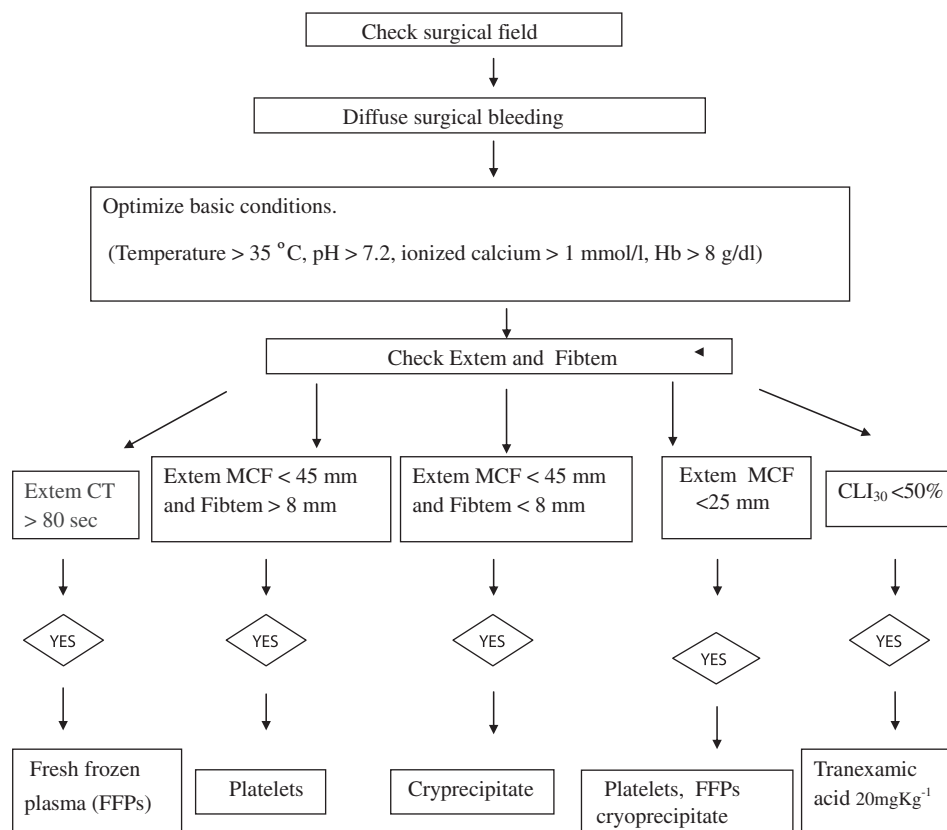 Check surgical field
Diffuse surgical bleeding
Optimize basic conditions.
(Temperature > 35 °C, pH > 7.2, ionized calcium > 1 mmol/l, Hb > 8 g/dl)
Check Extem and Fibtem
Extem CT
> 80 sec
Extem MCF < 45 mm
and Fibtem > 8 mm
Extem MCF < 45 mm
and Fibtem < 8 mm
Extem MCF
<25 mm
CLI₃₀ <50%
YES
YES
YES
YES
YES
Fresh frozen
plasma (FFPs)
Platelets
Cryprecipitate
Platelets, FFPs
cryoprecipitate
Tranexamic
acid 20mgKg⁻¹